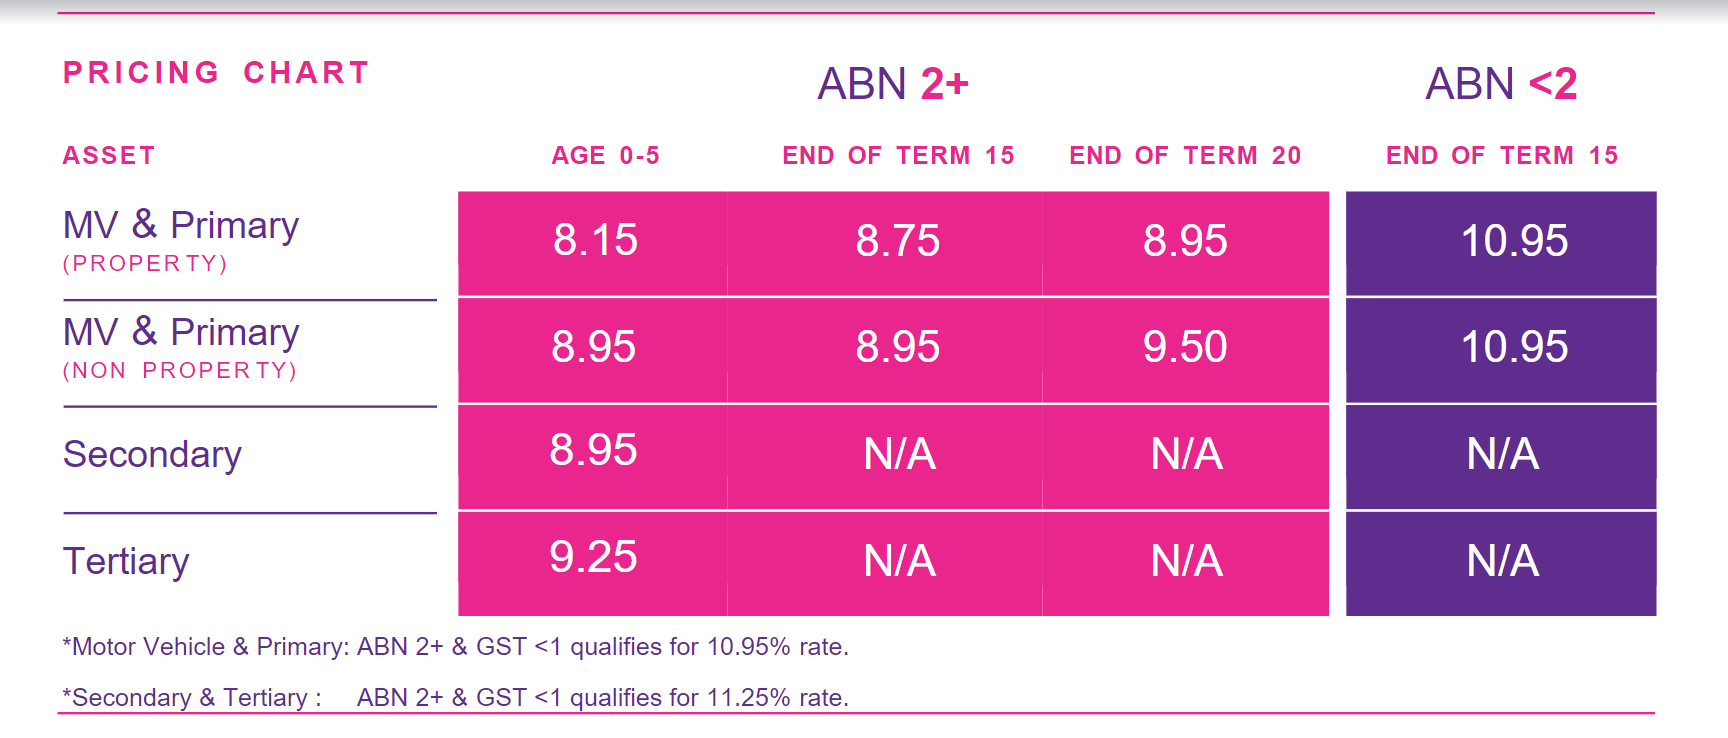 PRICING CHART
ABN 2+
ABN <2
ASSET
AGE 0-5
END OF TERM 15
END OF TERM 20
END OF TERM 15
MV & Primary
(PROPERTY)
8.15
8.75
8.95
10.95
MV & Primary
(NON PROPERTY)
8.95
8.95
9.50
10.95
Secondary
8.95
N/A
N/A
N/A
Tertiary
9.25
N/A
N/A
N/A
*Motor Vehicle & Primary: ABN 2+ & GST <1 qualifies for 10.95% rate.
*Secondary & Tertiary : ABN 2+ & GST <1 qualifies for 11.25% rate.